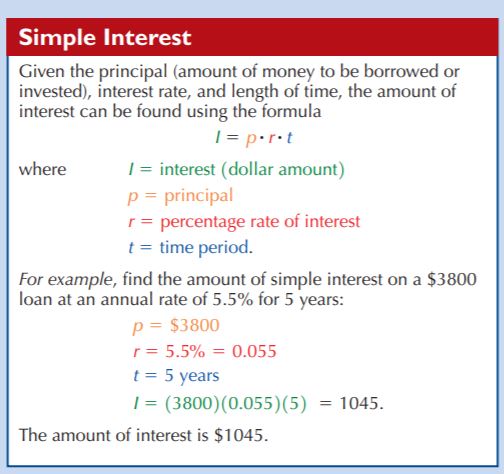 Simple Interest
Given the principal (amount of money to be borrowed or
invested), interest rate, and length of time, the amount of
interest can be found using the formula
I = p · r · t
where I = interest (dollar amount)
p = principal
r = percentage rate of interest
t = time period.
For example, find the amount of simple interest on a $3800
loan at an annual rate of 5.5% for 5 years:
p = $3800
r = 5.5% = 0.055
t = 5 years
I = (3800)(0.055)(5) = 1045.
The amount of interest is $1045.